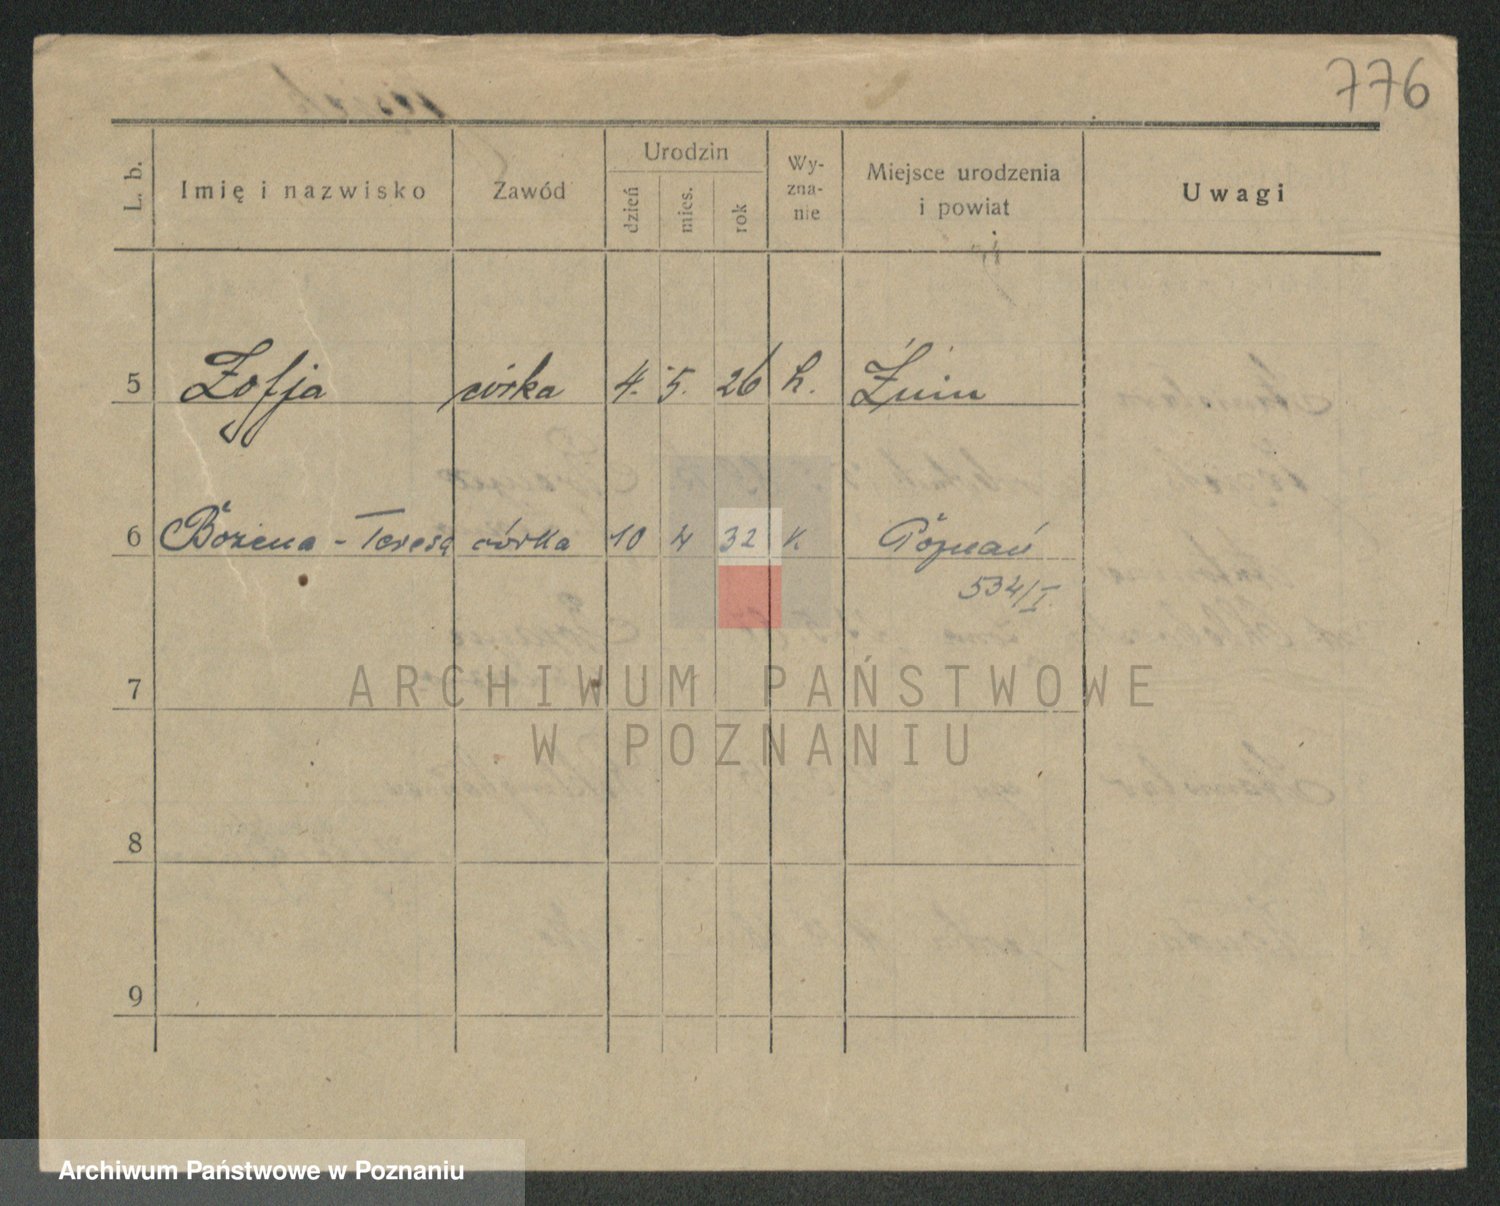 776
L. b. Imię i nazwisko Zawód Urodzin dzień mies. rok Wy-zna-nie Miejsce urodzenia i powiat Uwagi
5 Zofja córka 4. 5. 26 k. Żnin
6 Bożena - Teresa córka 10 4 32 k. Poznań
534/I
7
ARCHIWUM PAŃSTWOWE
W POZNANIU
8
9
Archiwum Państwowe w Poznaniu